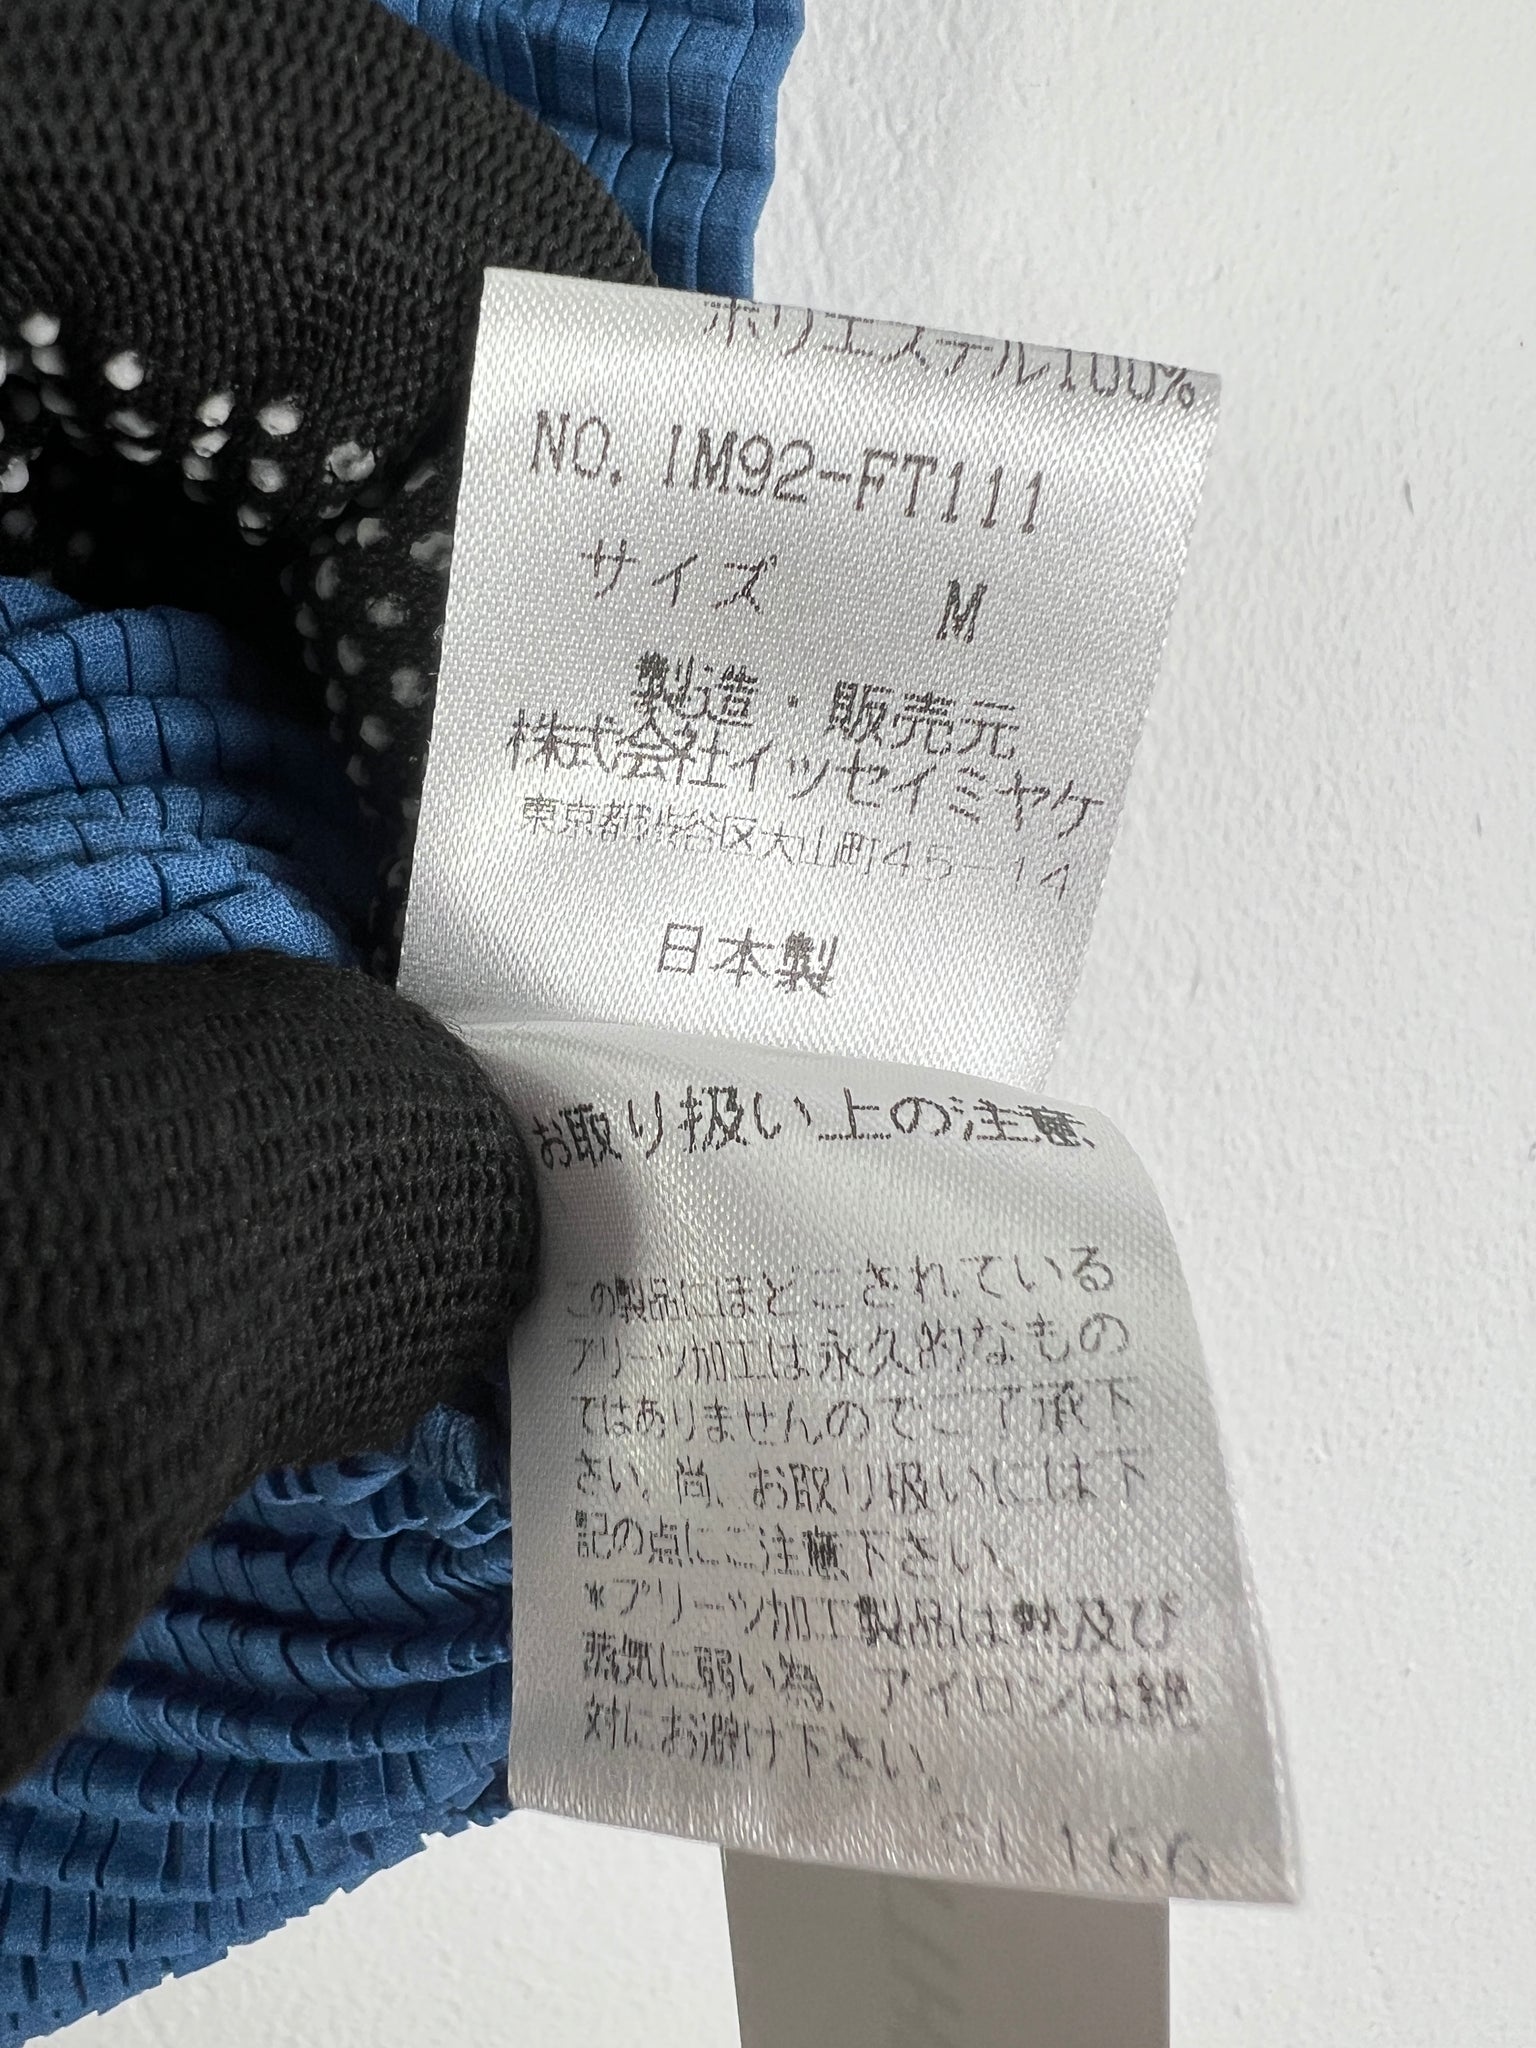 ポリエステル100%
NO. IM92-FT111
サイズ M
製造・販売元
株式会社イッセイミヤケ
東京都渋谷区大山町45-14
日本製
お取り扱い上の注意
この製品にほどこされている
プリーツ加工は永久的なもの
ではありませんのでご了承下
さい。尚、お取り扱いには下
記の点にご注意下さい。
*プリーツ加工製品は熱及び
蒸気に弱い為、アイロンは絶
対にお避け下さい。
166